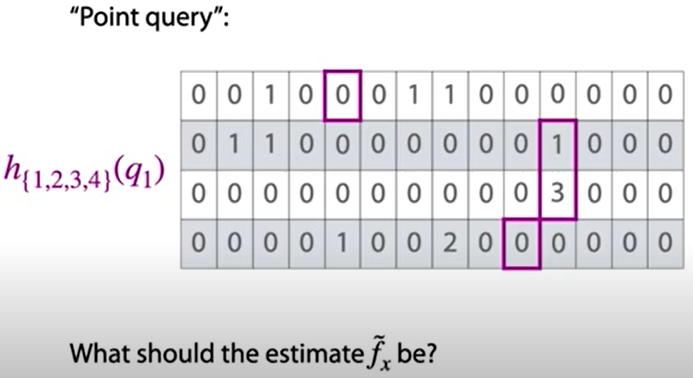 “Point query”:
0 0 1 0 0 0 1 1 0 0 0 0 0 0
0 1 1 0 0 0 0 0 0 0 1 0 0 0
h{1,2,3,4}(q1)
0 0 0 0 0 0 0 0 0 0 3 0 0 0
0 0 0 0 1 0 0 2 0 0 0 0 0 0
What should the estimate f̃x be?